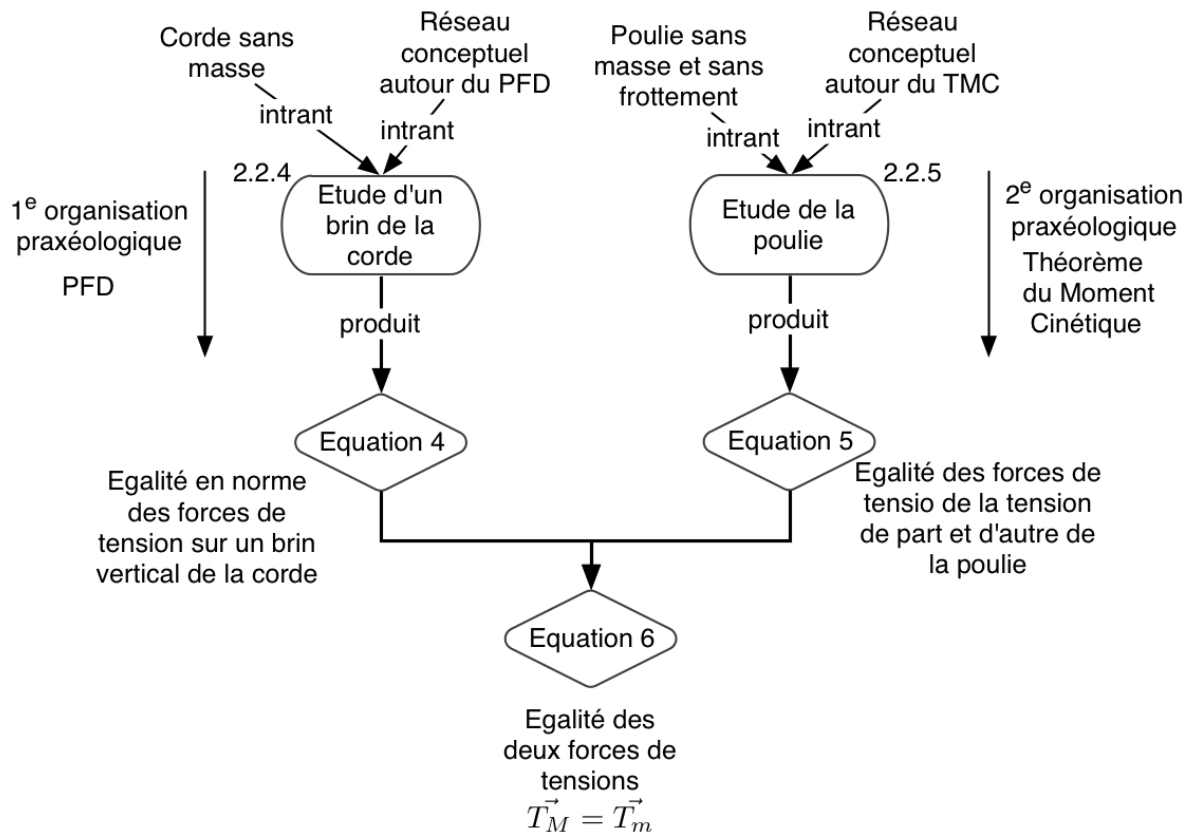 Corde sans
masse
Réseau
conceptuel
autour du PFD
Poulie sans
masse et sans
frottement
Réseau
conceptuel
autour du TMC
intrant
intrant
intrant
intrant
2.2.4
2.2.5
1e organisation
praxéologique
PFD
Etude d'un
brin de la
corde
Etude de la
poulie
2e organisation
praxéologique
Théorème
du Moment
Cinétique
produit
produit
Equation 4
Equation 5
Egalité en norme
des forces de
tension sur un brin
vertical de la corde
Egalité des forces de
tensio de la tension
de part et d'autre de
la poulie
Equation 6
Egalité des
deux forces de
tensions
$\vec{T_M} = \vec{T_m}$